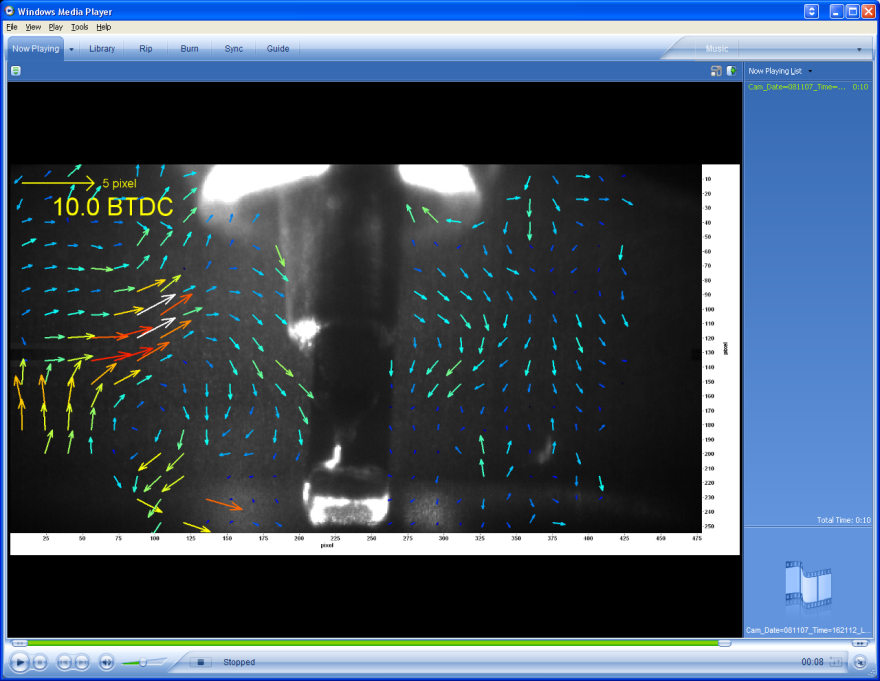 Windows Media Player
File View Play Tools Help
Now Playing Library Rip Burn Sync Guide Music
Now Playing List
Cam_Date=081107_Time=... 0:10
5 pixel
10.0 BTDC
10
20
30
40
50
60
70
80
90
100
110
120
130
140
150
160
170
180
190
200
210
220
230
240
250
pixel
25 50 75 100 125 150 175 200 225 250 275 300 325 350 375 400 425 450 475
pixel
Total Time: 0:10
Cam_Date=081107_Time=162112_L...
Stopped
00:08